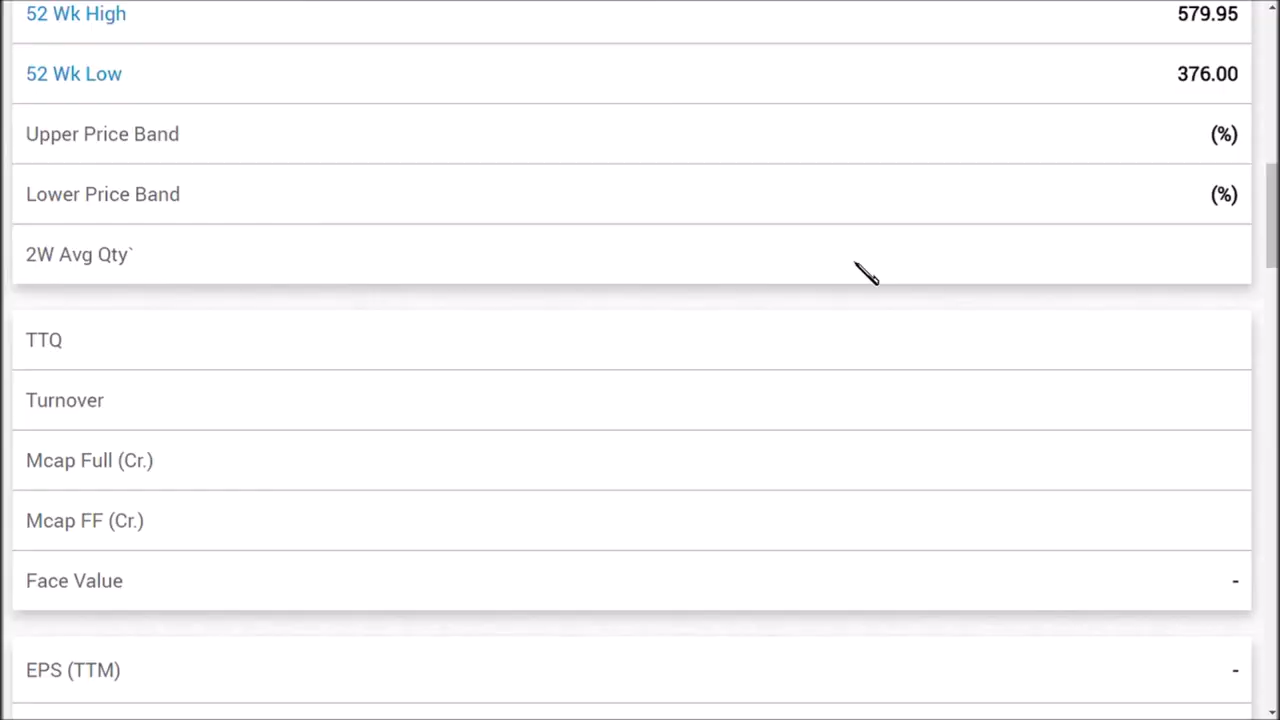 52 Wk High 579.95
52 Wk Low 376.00
Upper Price Band (%)
Lower Price Band (%)
2W Avg Qty`
TTQ
Turnover
Mcap Full (Cr.)
Mcap FF (Cr.)
Face Value -
EPS (TTM) -